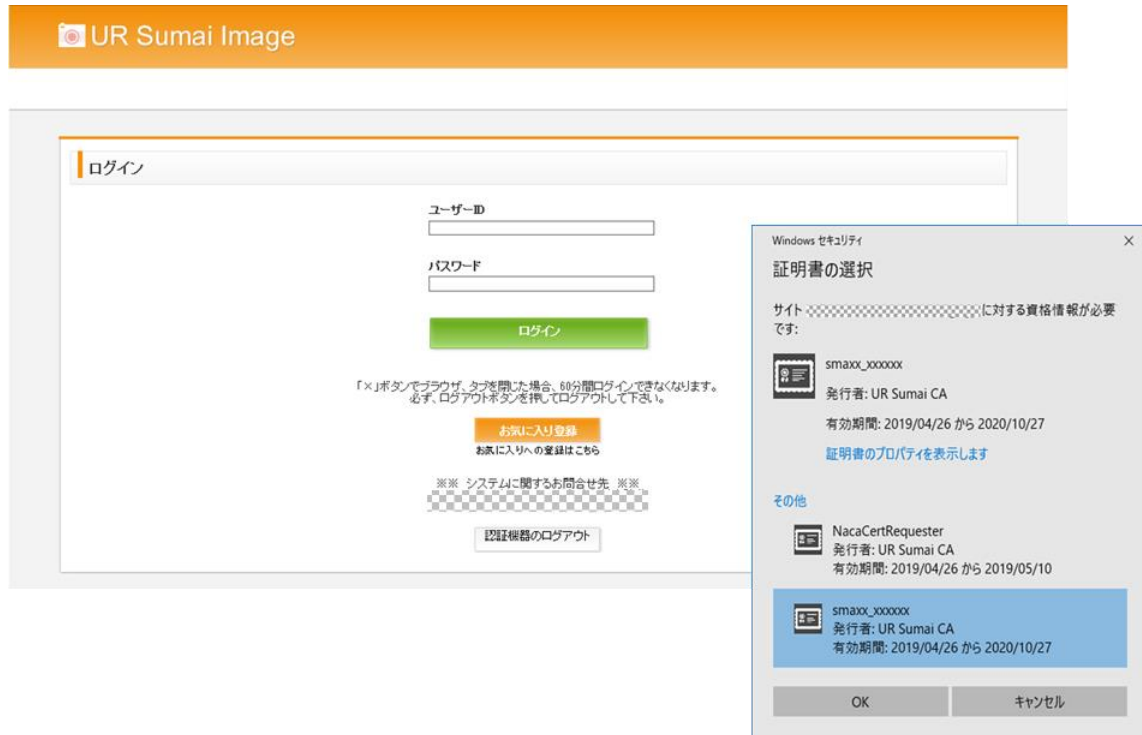 UR Sumai Image
ログイン
ユーザーID
パスワード
ログイン
「×」ボタンでブラウザ、タブを閉じた場合、60分間ログインできなくなります。
必ず、ログアウトボタンを押してログアウトして下さい。
お気に入り登録
お気に入りへの登録はこちら
※※ システムに関するお問合せ先 ※※
認証機器のログアウト
Windows セキュリティ
×
証明書の選択
サイト に対する資格情報が必要
です:
smaxx_xxxxxx
発行者: UR Sumai CA
有効期間: 2019/04/26 から 2020/10/27
証明書のプロパティを表示します
その他
NacaCertRequester
発行者: UR Sumai CA
有効期間: 2019/04/26 から 2019/05/10
smaxx_xxxxxx
発行者: UR Sumai CA
有効期間: 2019/04/26 から 2020/10/27
OK
キャンセル